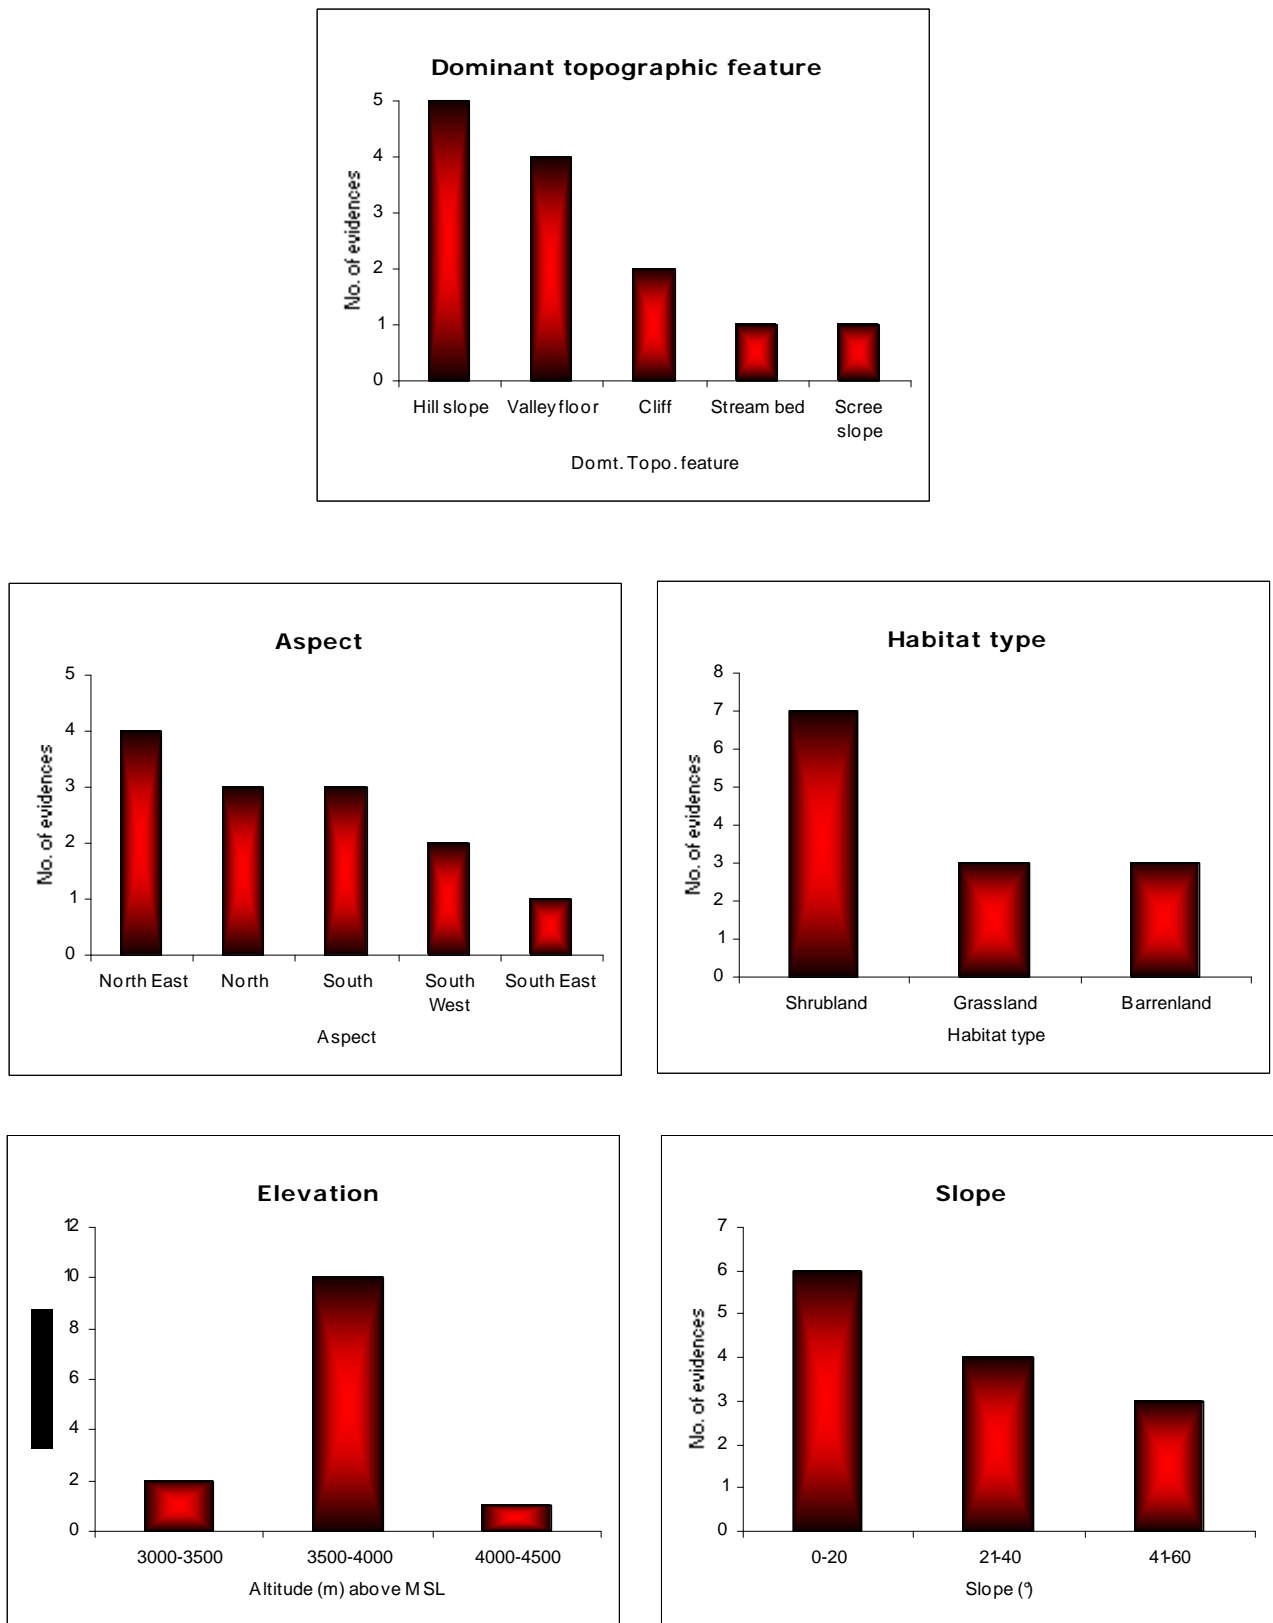 Dominant topographic feature
5
4
3
2
1
0
No. of evidences
Hill slope Valley floor Cliff Stream bed Scree
slope
Domt. Topo. feature
Aspect
5
4
3
2
1
0
No. of evidences
North East North South South South East
West
Aspect
Habitat type
8
7
6
5
4
3
2
1
0
No. of evidences
Shrubland Grassland Barrenland
Habitat type
Elevation
12
10
8
6
4
2
0
3000-3500 3500-4000 4000-4500
Altitude (m) above MSL
Slope
7
6
5
4
3
2
1
0
No. of evidences
0-20 21-40 41-60
Slope (°)